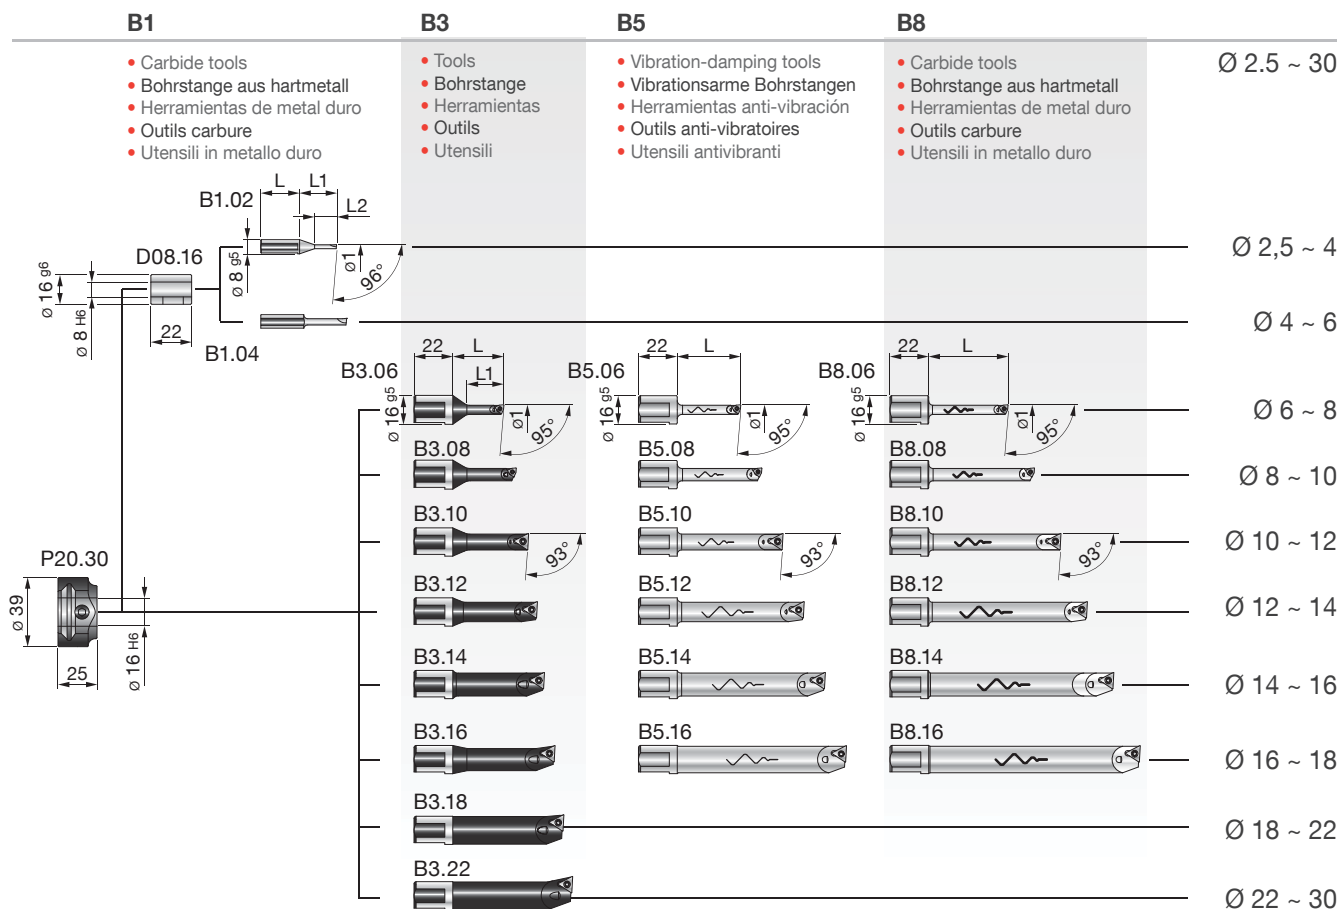 B1
B3
B5
B8
• Carbide tools
• Bohrstange aus hartmetall
• Herramientas de metal duro
• Outils carbure
• Utensili in metallo duro
• Tools
• Bohrstange
• Herramientas
• Outils
• Utensili
• Vibration-damping tools
• Vibrationsarme Bohrstangen
• Herramientas anti-vibración
• Outils anti-vibratoires
• Utensili antivibranti
• Carbide tools
• Bohrstange aus hartmetall
• Herramientas de metal duro
• Outils carbure
• Utensili in metallo duro
Ø 2.5 ~ 30
L
L1
B1.02
L2
D08.16
Ø 16 g6
Ø 8 H6
22
Ø 8 g5
Ø1
96°
Ø 2,5 ~ 4
B1.04
Ø 4 ~ 6
22
L
B3.06
L1
Ø 16 g5
Ø1
95°
22
L
B5.06
Ø 16 g5
Ø1
95°
22
L
B8.06
Ø 16 g5
Ø1
95°
Ø 6 ~ 8
B3.08
B5.08
B8.08
Ø 8 ~ 10
B3.10
93°
B5.10
93°
B8.10
93°
Ø 10 ~ 12
P20.30
Ø 39
25
Ø 16 H6
B3.12
B5.12
B8.12
Ø 12 ~ 14
B3.14
B5.14
B8.14
Ø 14 ~ 16
B3.16
B5.16
B8.16
Ø 16 ~ 18
B3.18
Ø 18 ~ 22
B3.22
Ø 22 ~ 30